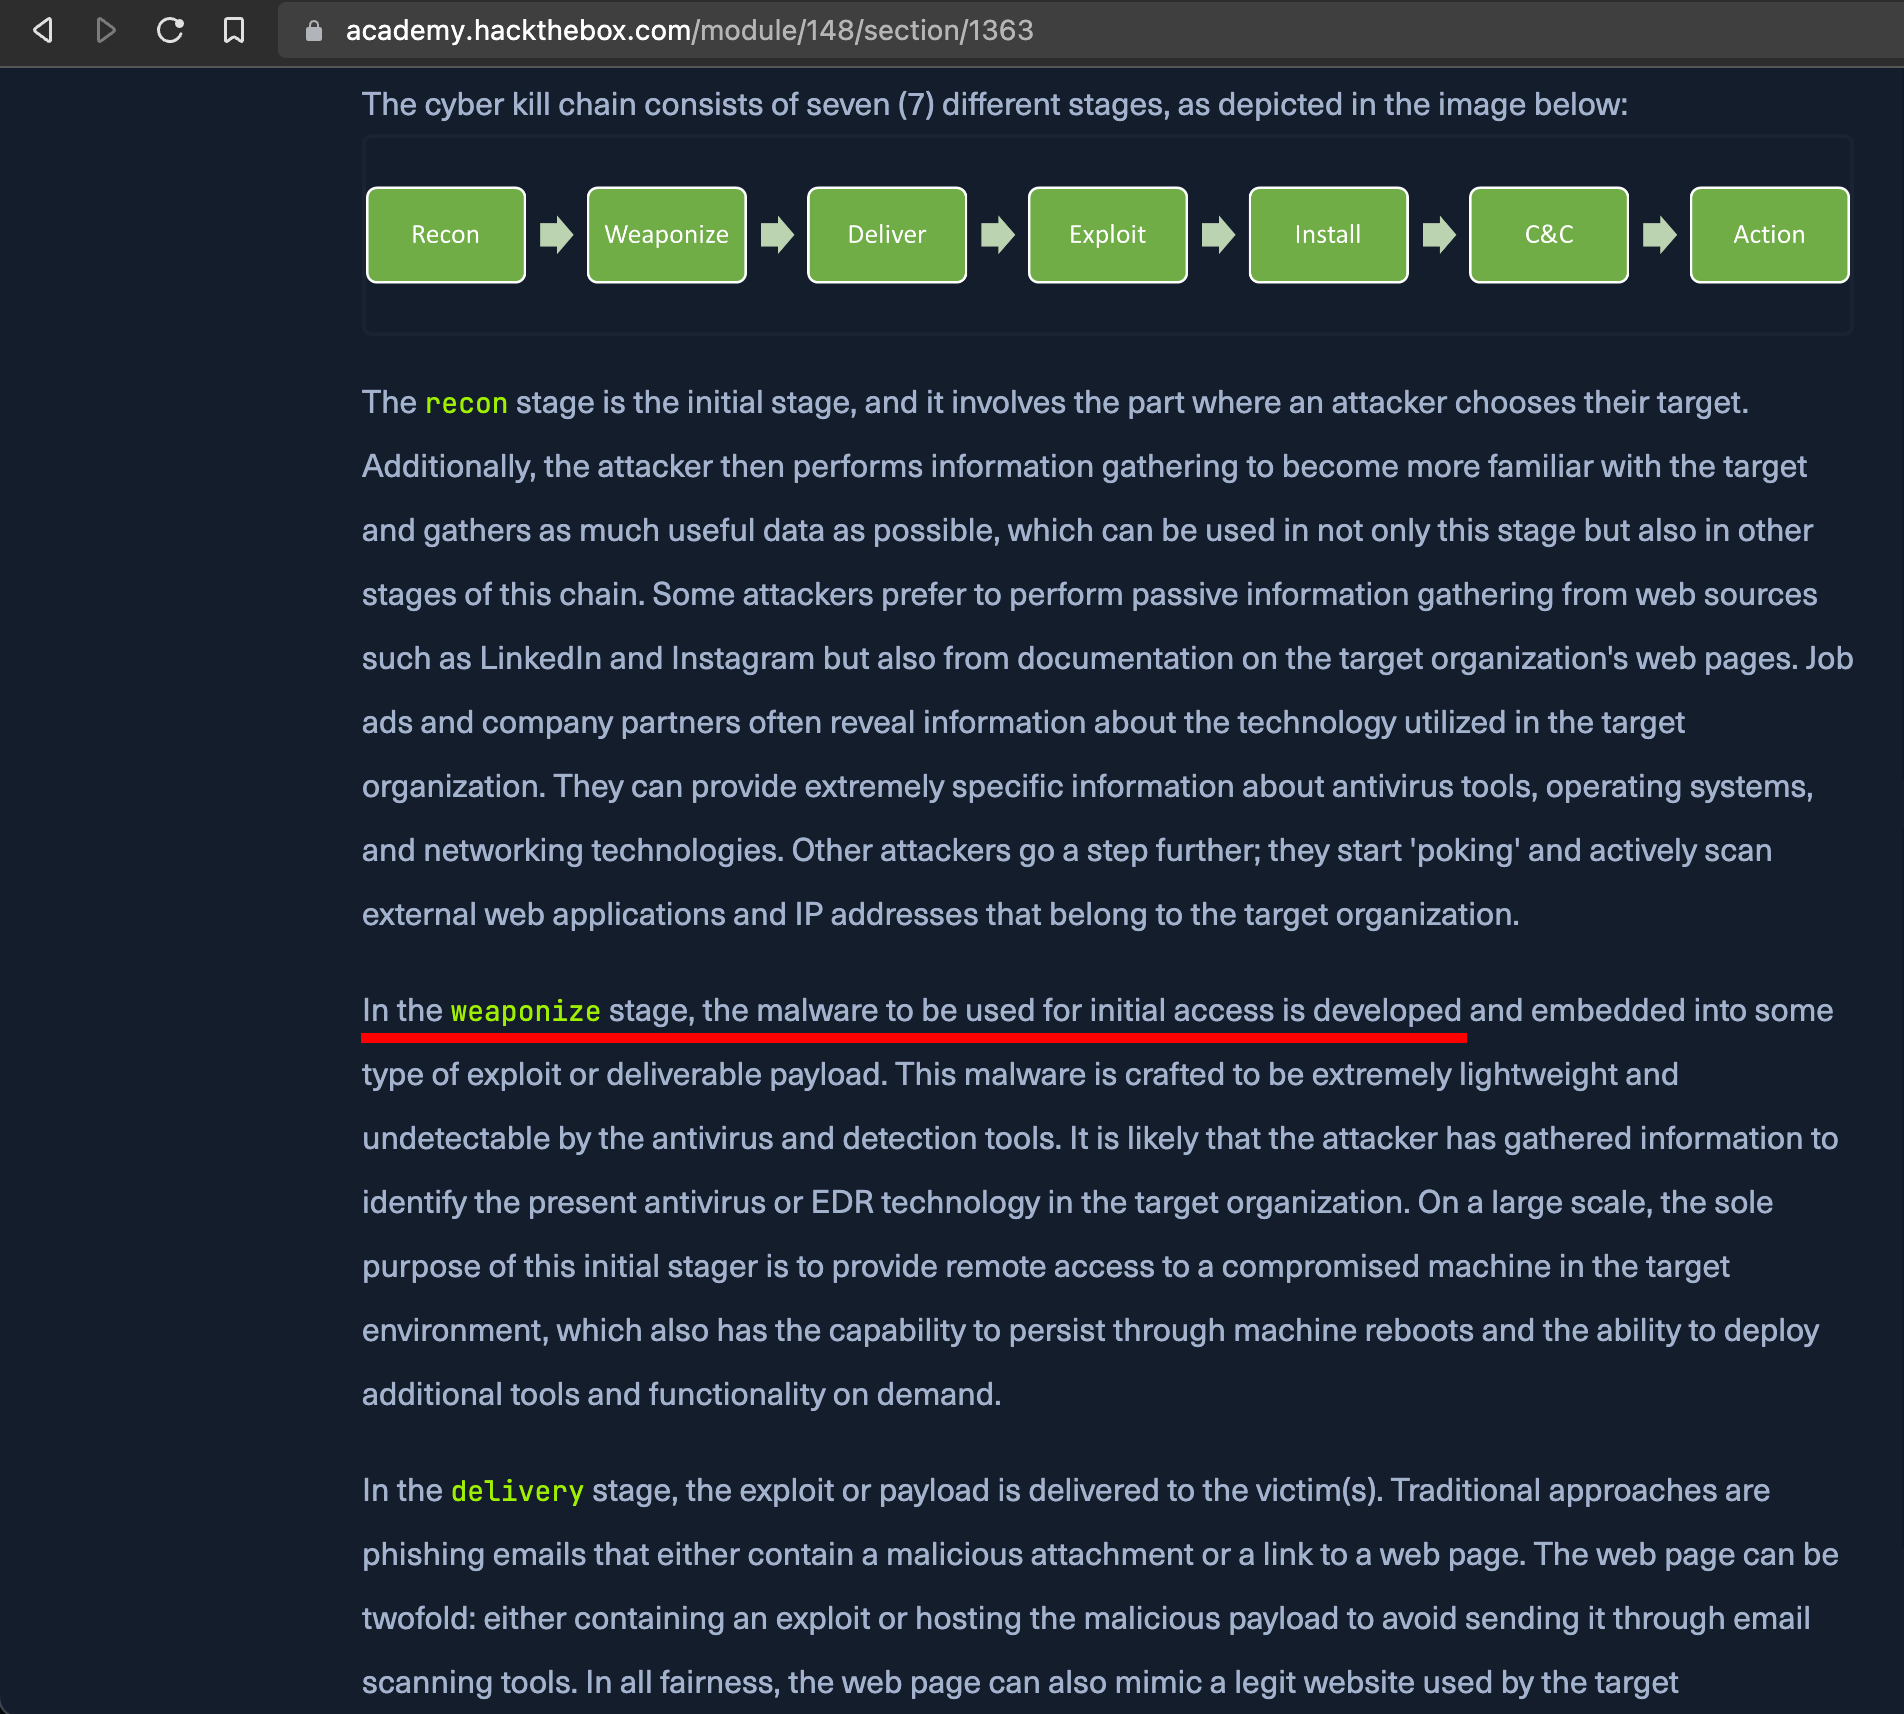 academy.hackthebox.com/module/148/section/1363
The cyber kill chain consists of seven (7) different stages, as depicted in the image below:
Recon Weaponize Deliver Exploit Install C&C Action
The recon stage is the initial stage, and it involves the part where an attacker chooses their target.
Additionally, the attacker then performs information gathering to become more familiar with the target
and gathers as much useful data as possible, which can be used in not only this stage but also in other
stages of this chain. Some attackers prefer to perform passive information gathering from web sources
such as LinkedIn and Instagram but also from documentation on the target organization's web pages. Job
ads and company partners often reveal information about the technology utilized in the target
organization. They can provide extremely specific information about antivirus tools, operating systems,
and networking technologies. Other attackers go a step further; they start 'poking' and actively scan
external web applications and IP addresses that belong to the target organization.
In the weaponize stage, the malware to be used for initial access is developed and embedded into some
type of exploit or deliverable payload. This malware is crafted to be extremely lightweight and
undetectable by the antivirus and detection tools. It is likely that the attacker has gathered information to
identify the present antivirus or EDR technology in the target organization. On a large scale, the sole
purpose of this initial stager is to provide remote access to a compromised machine in the target
environment, which also has the capability to persist through machine reboots and the ability to deploy
additional tools and functionality on demand.
In the delivery stage, the exploit or payload is delivered to the victim(s). Traditional approaches are
phishing emails that either contain a malicious attachment or a link to a web page. The web page can be
twofold: either containing an exploit or hosting the malicious payload to avoid sending it through email
scanning tools. In all fairness, the web page can also mimic a legit website used by the target